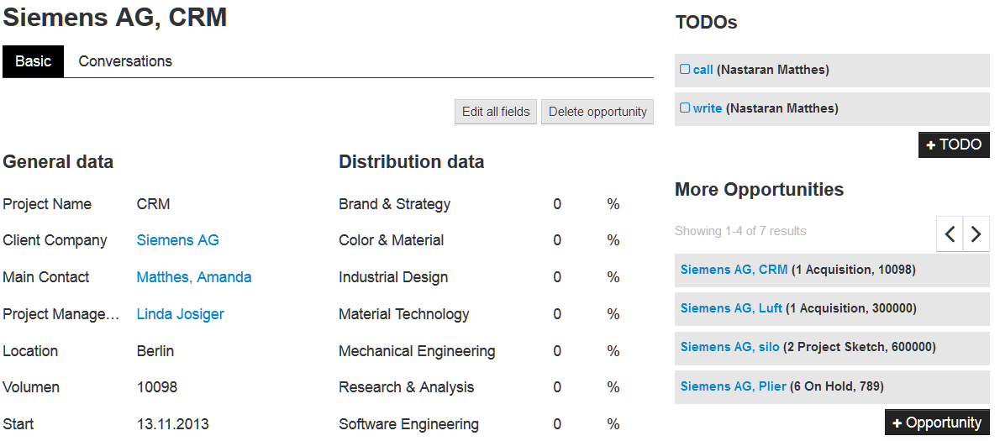 Siemens AG, CRM
Basic Conversations
Edit all fields Delete opportunity
General data
Project Name CRM
Client Company Siemens AG
Main Contact Matthes, Amanda
Project Manage... Linda Josiger
Location Berlin
Volumen 10098
Start 13.11.2013
Distribution data
Brand & Strategy 0 %
Color & Material 0 %
Industrial Design 0 %
Material Technology 0 %
Mechanical Engineering 0 %
Research & Analysis 0 %
Software Engineering 0 %
TODOs
call (Nastaran Matthes)
write (Nastaran Matthes)
+ TODO
More Opportunities
Showing 1-4 of 7 results
Siemens AG, CRM (1 Acquisition, 10098)
Siemens AG, Luft (1 Acquisition, 300000)
Siemens AG, silo (2 Project Sketch, 600000)
Siemens AG, Plier (6 On Hold, 789)
+ Opportunity